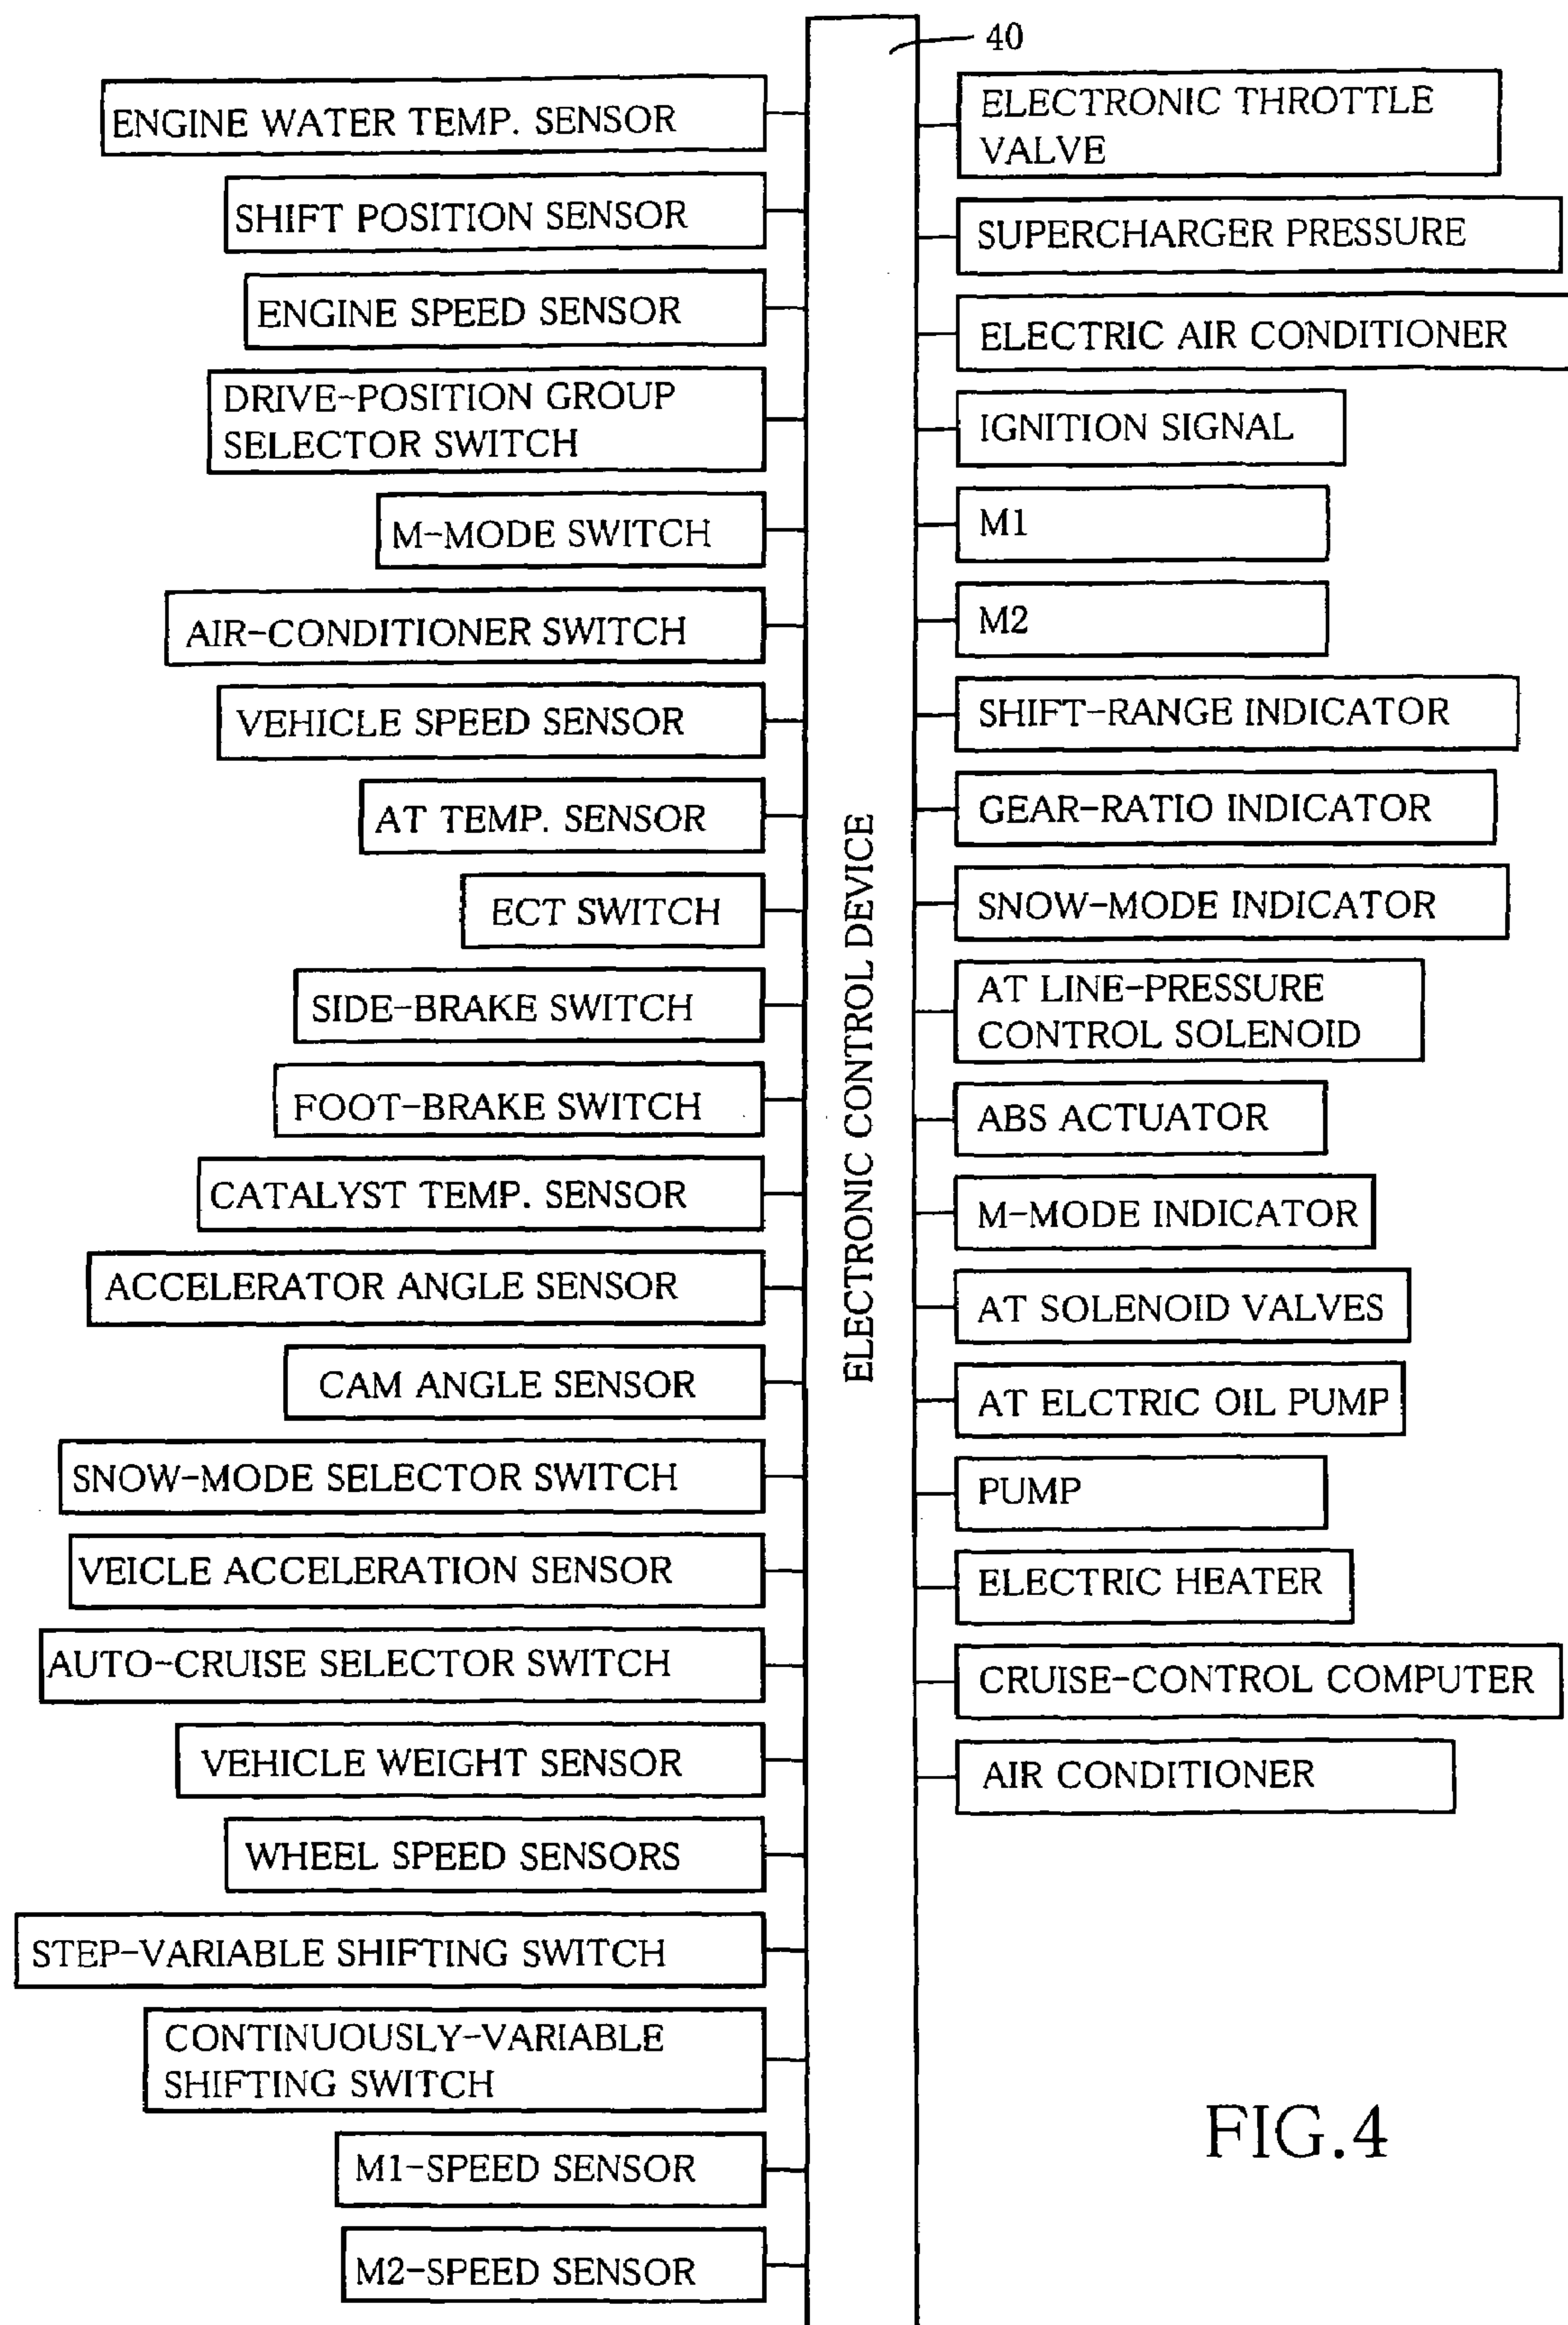 40
ENGINE WATER TEMP. SENSOR
SHIFT POSITION SENSOR
ENGINE SPEED SENSOR
DRIVE-POSITION GROUP
SELECTOR SWITCH
M-MODE SWITCH
AIR-CONDITIONER SWITCH
VEHICLE SPEED SENSOR
AT TEMP. SENSOR
ECT SWITCH
SIDE-BRAKE SWITCH
FOOT-BRAKE SWITCH
CATALYST TEMP. SENSOR
ACCELERATOR ANGLE SENSOR
CAM ANGLE SENSOR
SNOW-MODE SELECTOR SWITCH
VEICLE ACCELERATION SENSOR
AUTO-CRUISE SELECTOR SWITCH
VEHICLE WEIGHT SENSOR
WHEEL SPEED SENSORS
STEP-VARIABLE SHIFTING SWITCH
CONTINUOUSLY-VARIABLE
SHIFTING SWITCH
M1-SPEED SENSOR
M2-SPEED SENSOR
ELECTRONIC CONTROL DEVICE
ELECTRONIC THROTTLE
VALVE
SUPERCHARGER PRESSURE
ELECTRIC AIR CONDITIONER
IGNITION SIGNAL
M1
M2
SHIFT-RANGE INDICATOR
GEAR-RATIO INDICATOR
SNOW-MODE INDICATOR
AT LINE-PRESSURE
CONTROL SOLENOID
ABS ACTUATOR
M-MODE INDICATOR
AT SOLENOID VALVES
AT ELCTRIC OIL PUMP
PUMP
ELECTRIC HEATER
CRUISE-CONTROL COMPUTER
AIR CONDITIONER
FIG.4